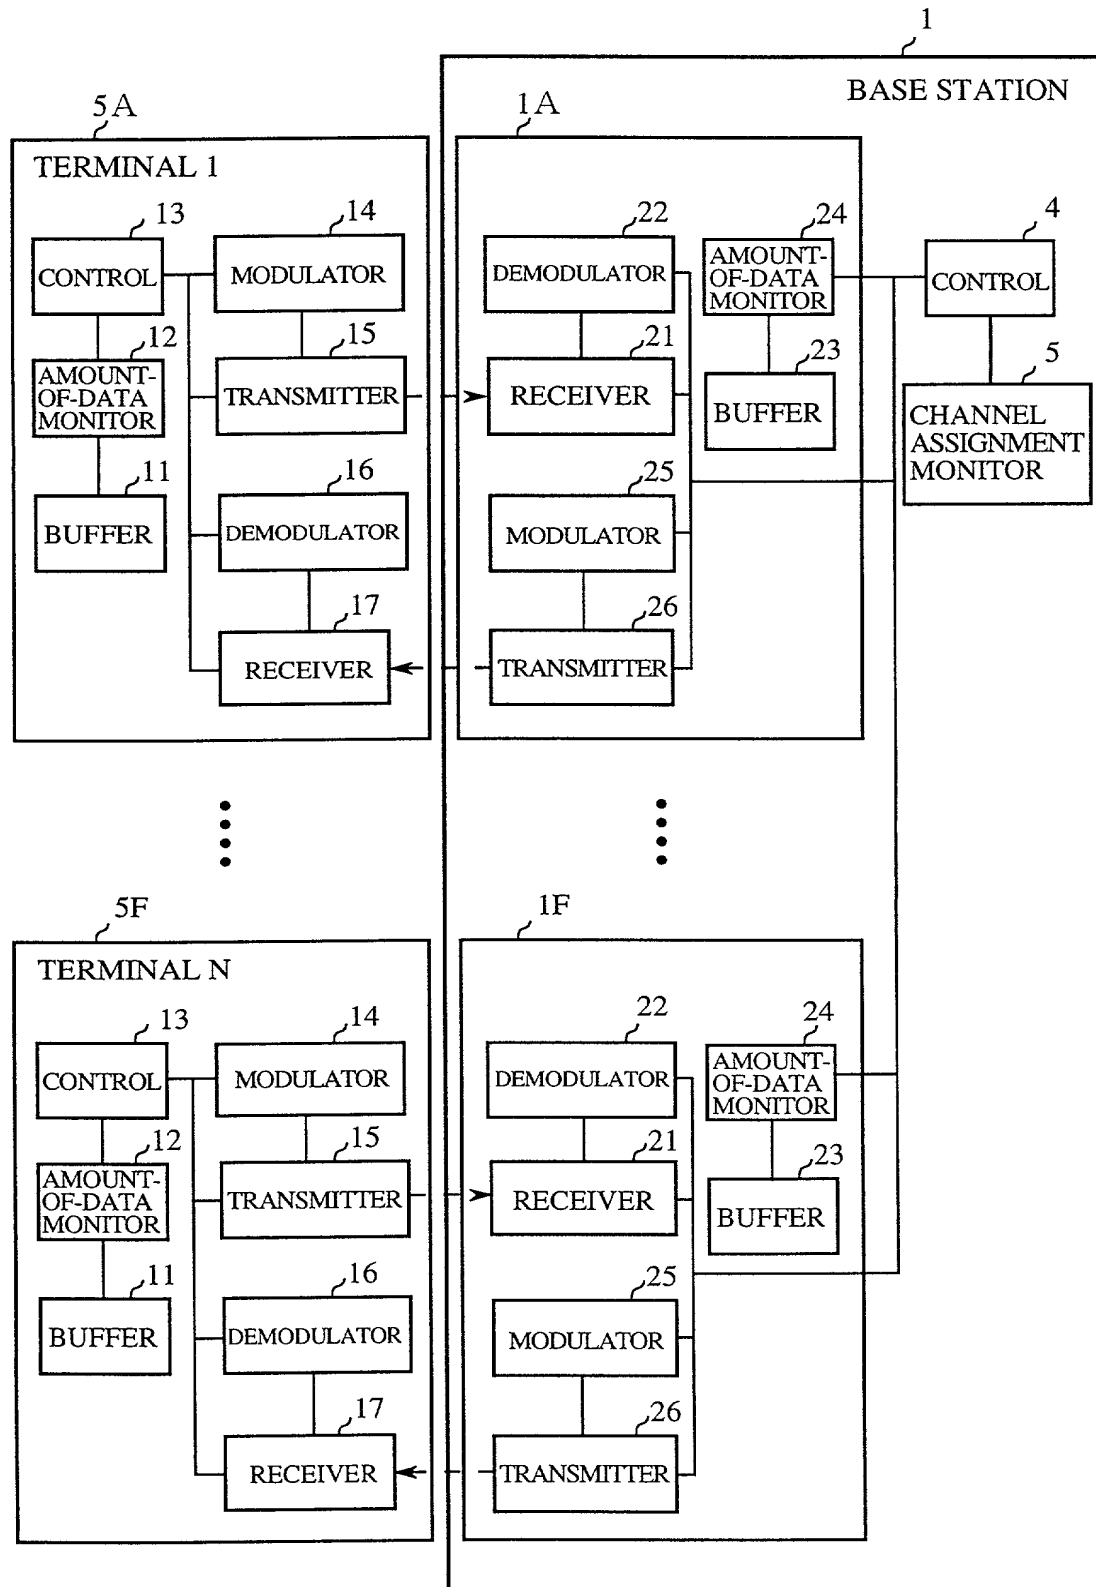 1
BASE STATION
5A
TERMINAL 1
13
CONTROL
14
MODULATOR
12
AMOUNT-
OF-DATA
MONITOR
15
TRANSMITTER
11
BUFFER
16
DEMODULATOR
17
RECEIVER
1A
22
DEMODULATOR
24
AMOUNT-
OF-DATA
MONITOR
21
RECEIVER
23
BUFFER
25
MODULATOR
26
TRANSMITTER
4
CONTROL
5
CHANNEL
ASSIGNMENT
MONITOR
5F
TERMINAL N
13
CONTROL
14
MODULATOR
12
AMOUNT-
OF-DATA
MONITOR
15
TRANSMITTER
11
BUFFER
16
DEMODULATOR
17
RECEIVER
1F
22
DEMODULATOR
24
AMOUNT-
OF-DATA
MONITOR
21
RECEIVER
23
BUFFER
25
MODULATOR
26
TRANSMITTER